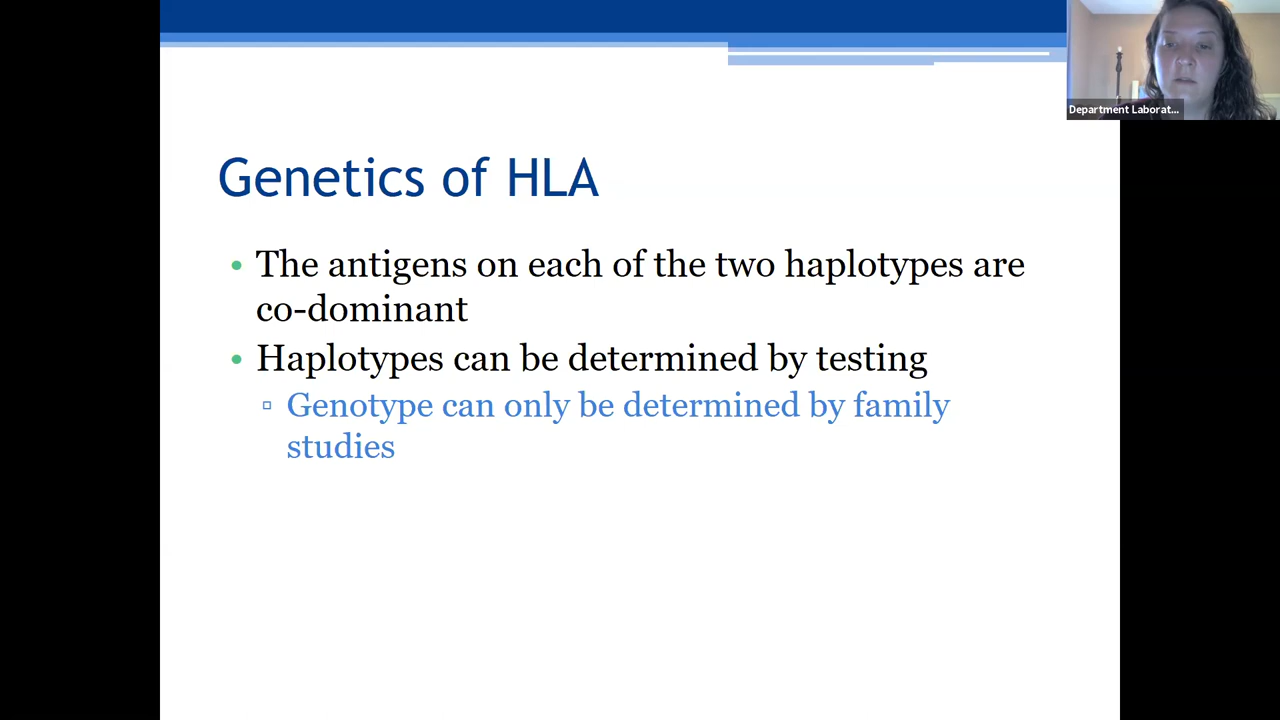 Department Laborat...
Genetics of HLA
• The antigens on each of the two haplotypes are
co-dominant
• Haplotypes can be determined by testing
▫ Genotype can only be determined by family
studies